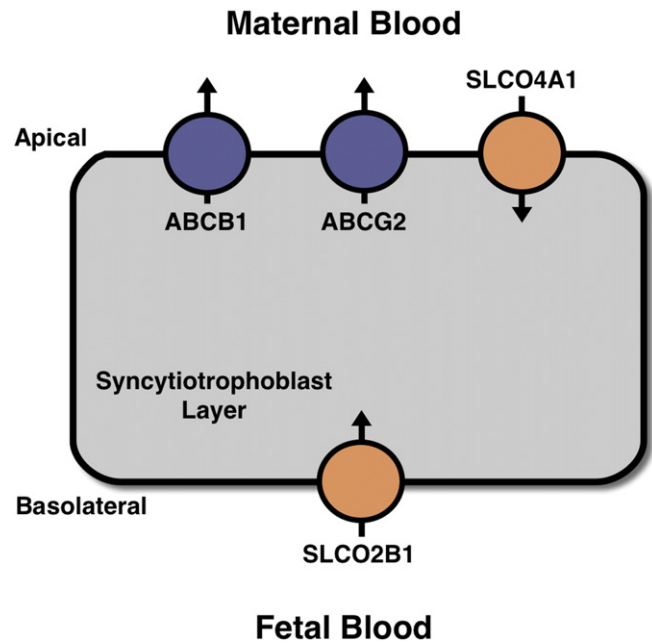 Maternal Blood
SLCO4A1
Apical
ABCB1
ABCG2
Syncytiotrophoblast
Layer
Basolateral
SLCO2B1
Fetal Blood